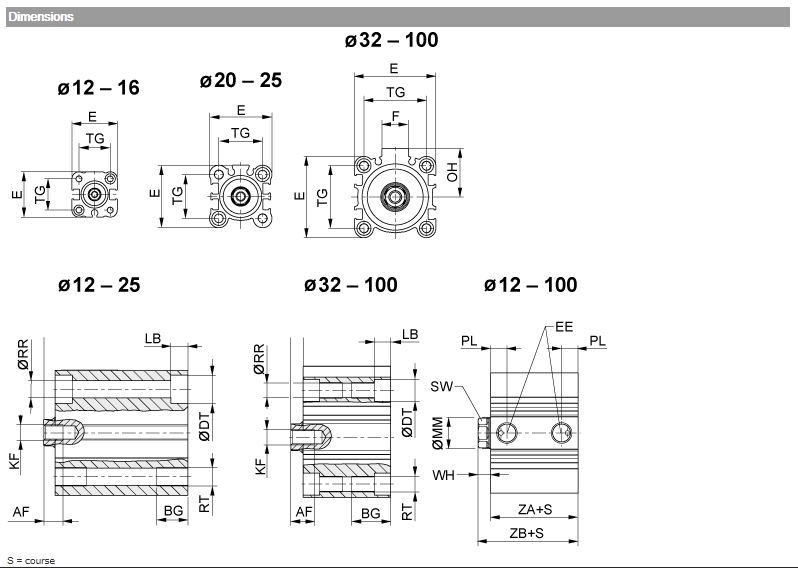 Dimensions
ø32 – 100
ø12 – 16
ø20 – 25
E
TG
F
E
TG
E
TG
OH
E
TG
E
TG
E
TG
ø12 – 25
ø32 – 100
ø12 – 100
LB
ØRR
ØDT
KF
RT
AF
BG
LB
ØRR
ØDT
KF
RT
AF
BG
PL
EE
PL
SW
ØMM
WH
ZA+S
ZB+S
S = course